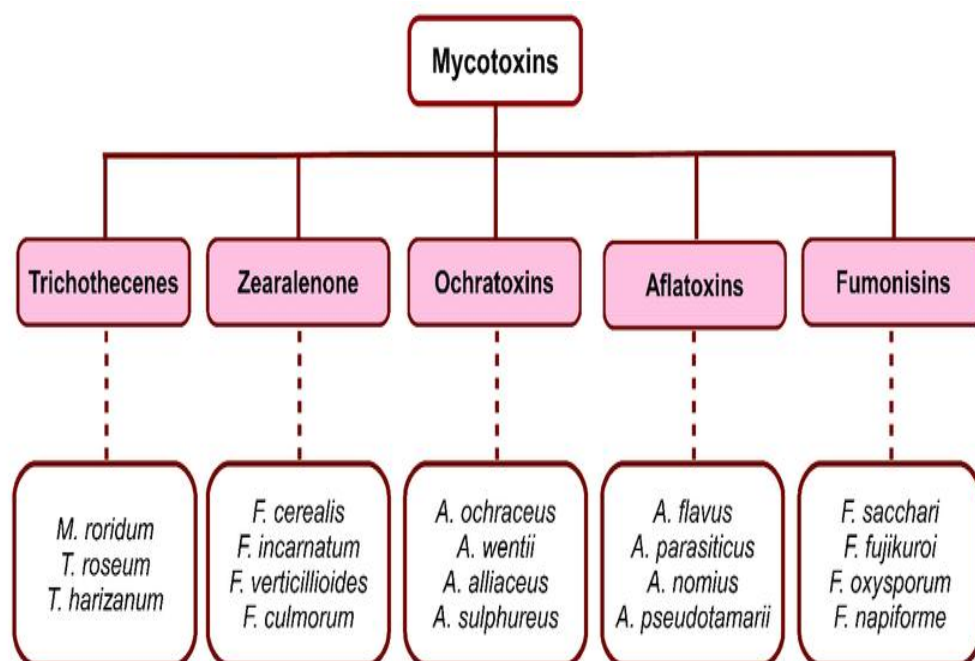 Mycotoxins
Trichothecenes
Zearalenone
Ochratoxins
Aflatoxins
Fumonisins
M. roridum
T. roseum
T. harizanum
F. cerealis
F. incarnatum
F. verticillioides
F. culmorum
A. ochraceus
A. wentii
A. alliaceus
A. sulphureus
A. flavus
A. parasiticus
A. nomius
A. pseudotamarii
F. sacchari
F. fujikuroi
F. oxysporum
F. napiforme